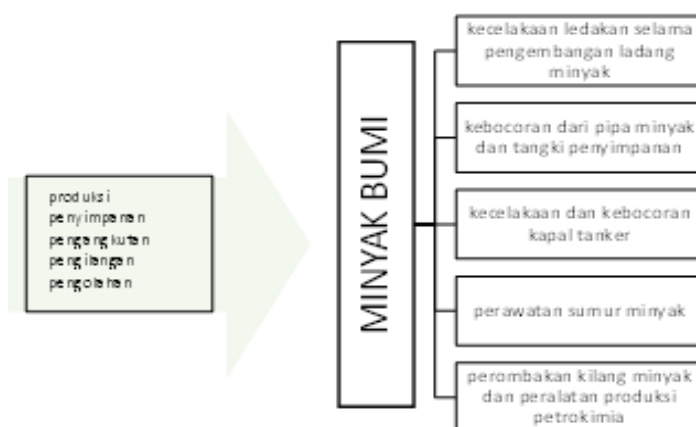 produksi
penyimpanan
pengangkutan
pengilangan
pengolahan
MINYAK BUMI
kecelakaan ledakan selama
pengembangan ladang
minyak
kebocoran dari pipa minyak
dan tangki penyimpanan
kecelakaan dan kebocoran
kapal tanker
perawatan sumur minyak
perombakan kilang minyak
dan peralatan produksi
petrokimia